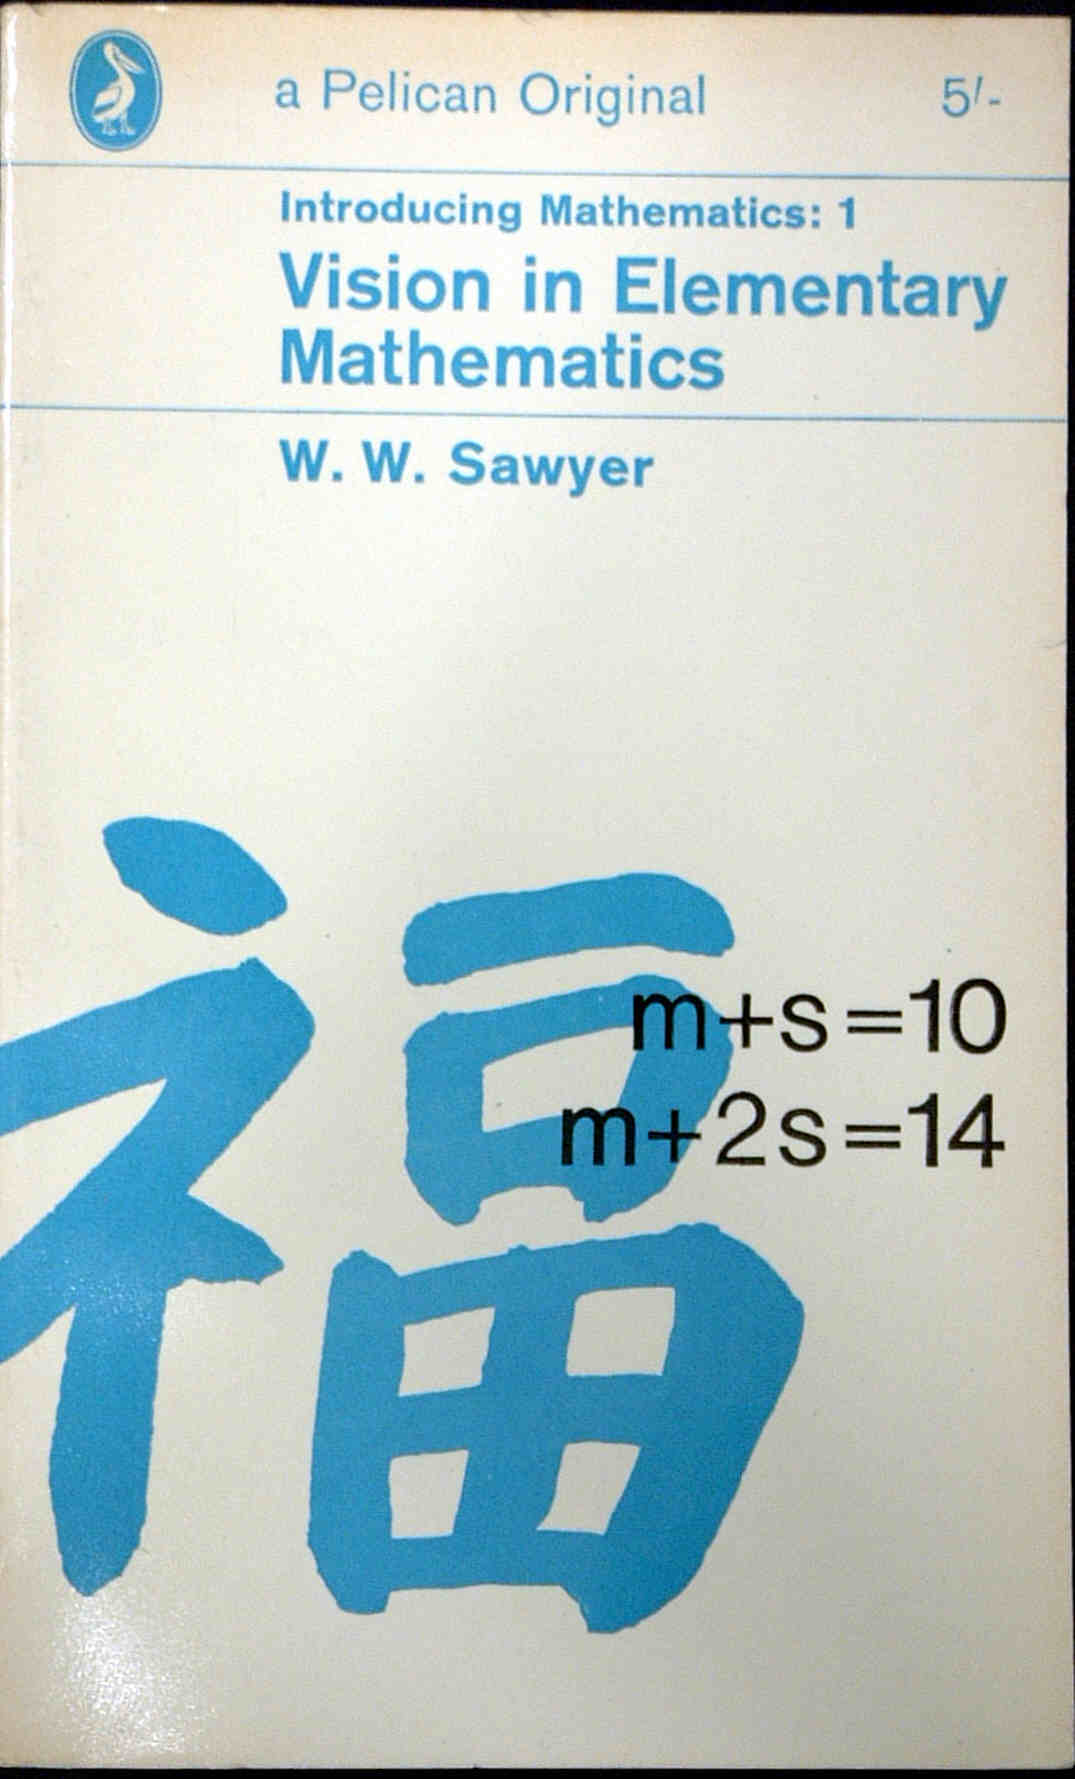 a Pelican Original 5/-
Introducing Mathematics: 1
Vision in Elementary
Mathematics
W. W. Sawyer
福
m+s=10
m+2s=14